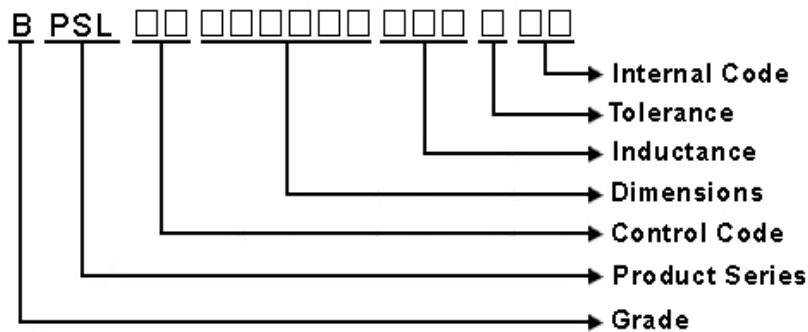 B PSL □□ □□□□□□ □□□ □ □□
Internal Code
Tolerance
Inductance
Dimensions
Control Code
Product Series
Grade